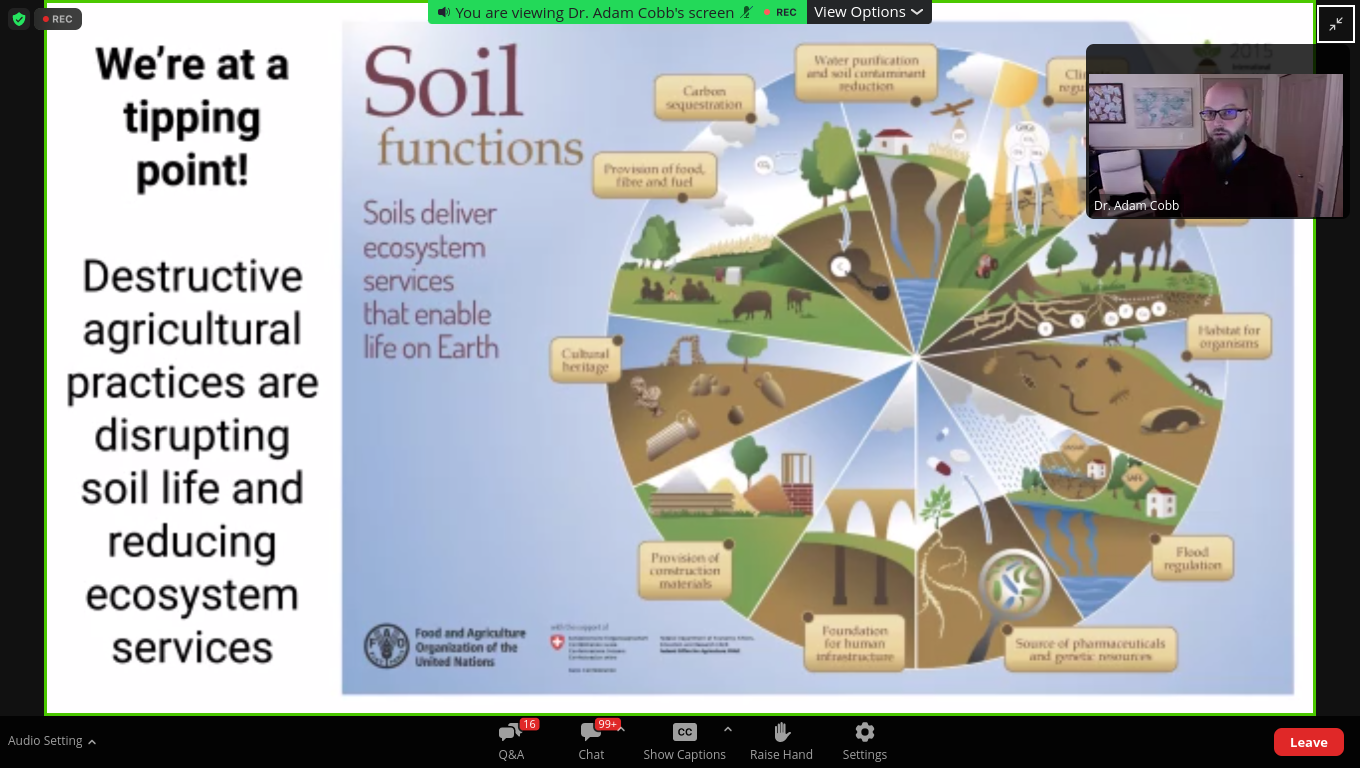 REC
You are viewing Dr. Adam Cobb's screen
REC
View Options
We're at a
tipping
point!
Destructive
agricultural
practices are
disrupting
soil life and
reducing
ecosystem
services
Soil
functions
Soils deliver
ecosystem
services
that enable
life on Earth
Carbon
sequestration
Water purification
and soil contaminant
reduction
2015
Provision of food,
fibre and fuel
Dr. Adam Cobb
Cultural
heritage
Habitat for
organisms
Provision of
construction
materials
Flood
regulation
Foundation
for human
infrastructure
Source of pharmaceuticals
and genetic resources
SAFE
Food and Agriculture
Organization of the
United Nations
with the support of
Audio Setting
16
Q&A
99+
Chat
CC
Show Captions
Raise Hand
Settings
Leave